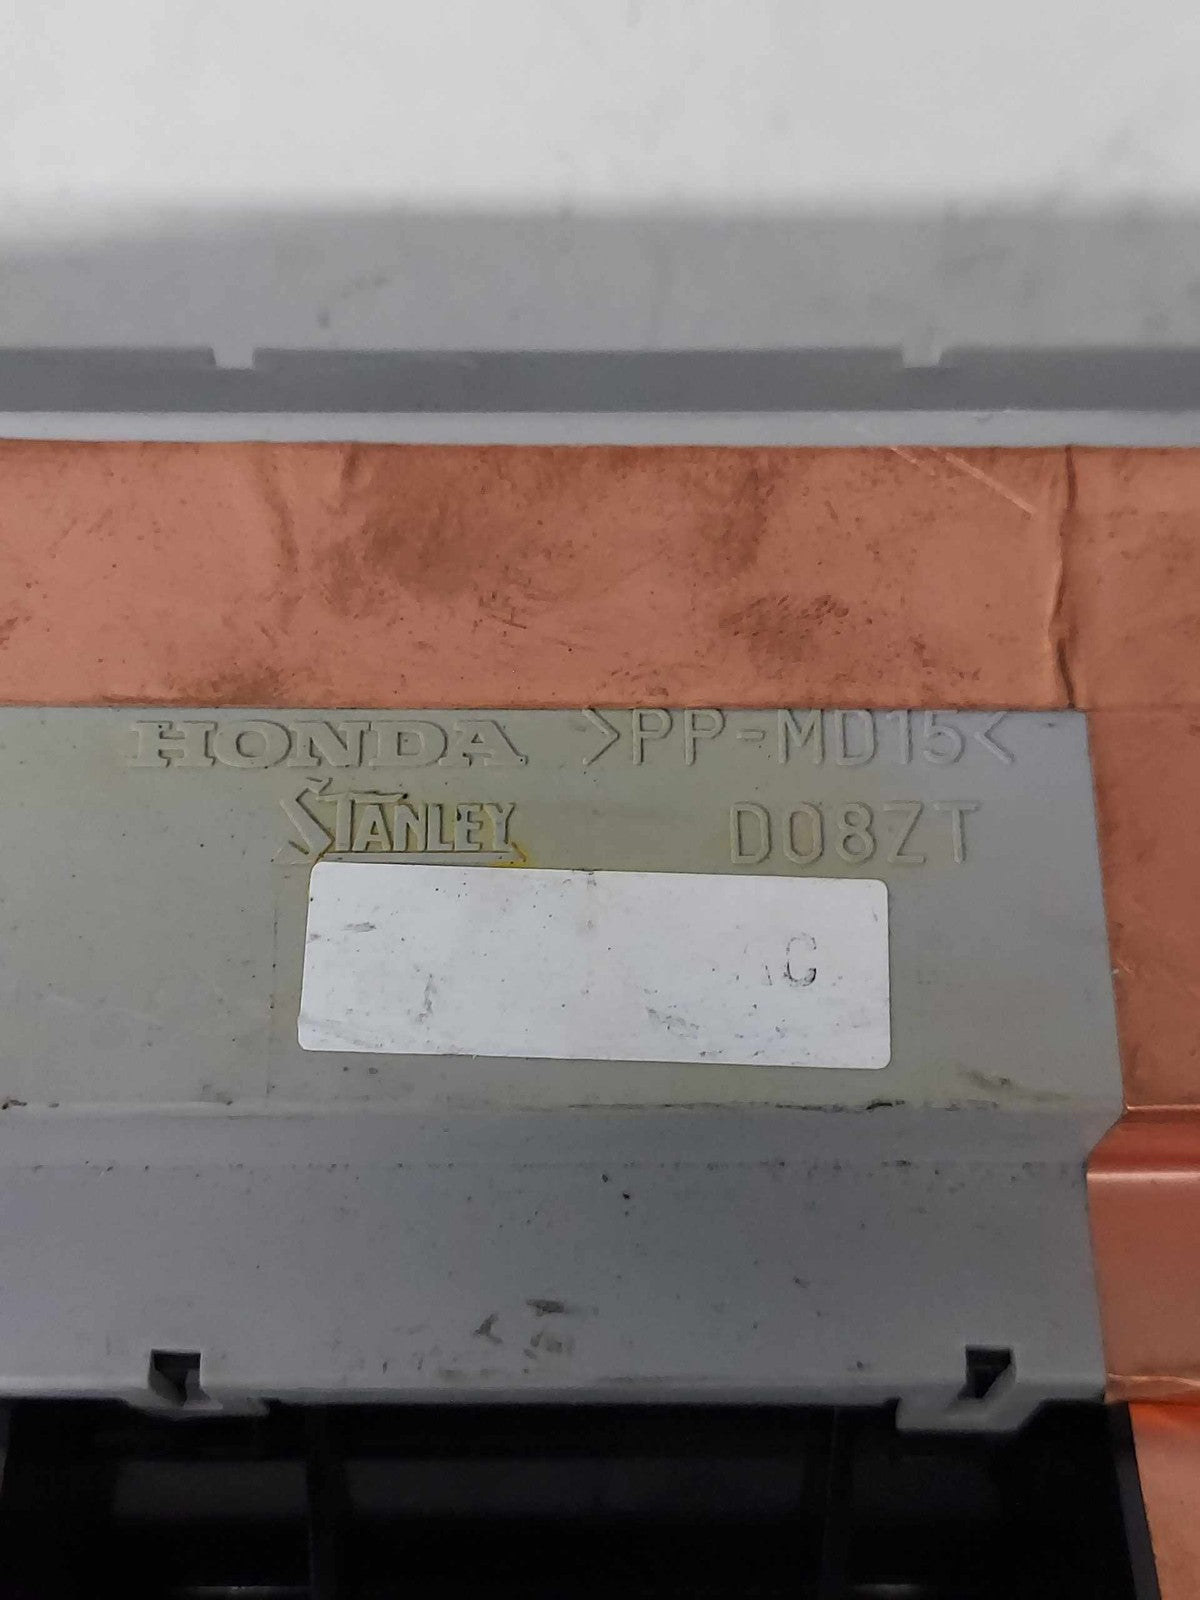 HONDA >PP-MD15<
STANLEY D08ZT
C